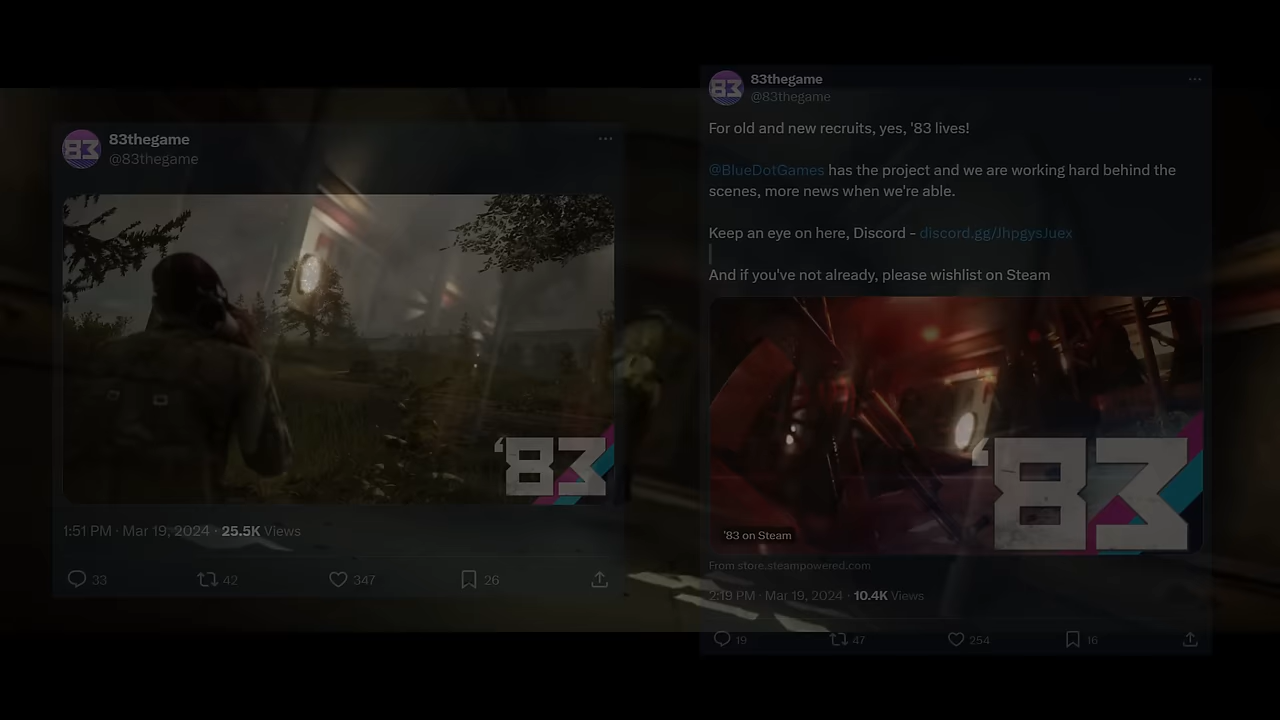 83thegame
@83thegame
'83
1:51 PM · Mar 19, 2024 · 25.5K Views
33 42 347 26
83thegame
@83thegame
For old and new recruits, yes, '83 lives!
@BlueDotGames has the project and we are working hard behind the
scenes, more news when we're able.
Keep an eye on here, Discord -
And if you've not already, please wishlist on Steam
'83
'83 on Steam
From store.steampowered.com
2:19 PM · Mar 19, 2024 · 10.4K Views
19 47 254 16